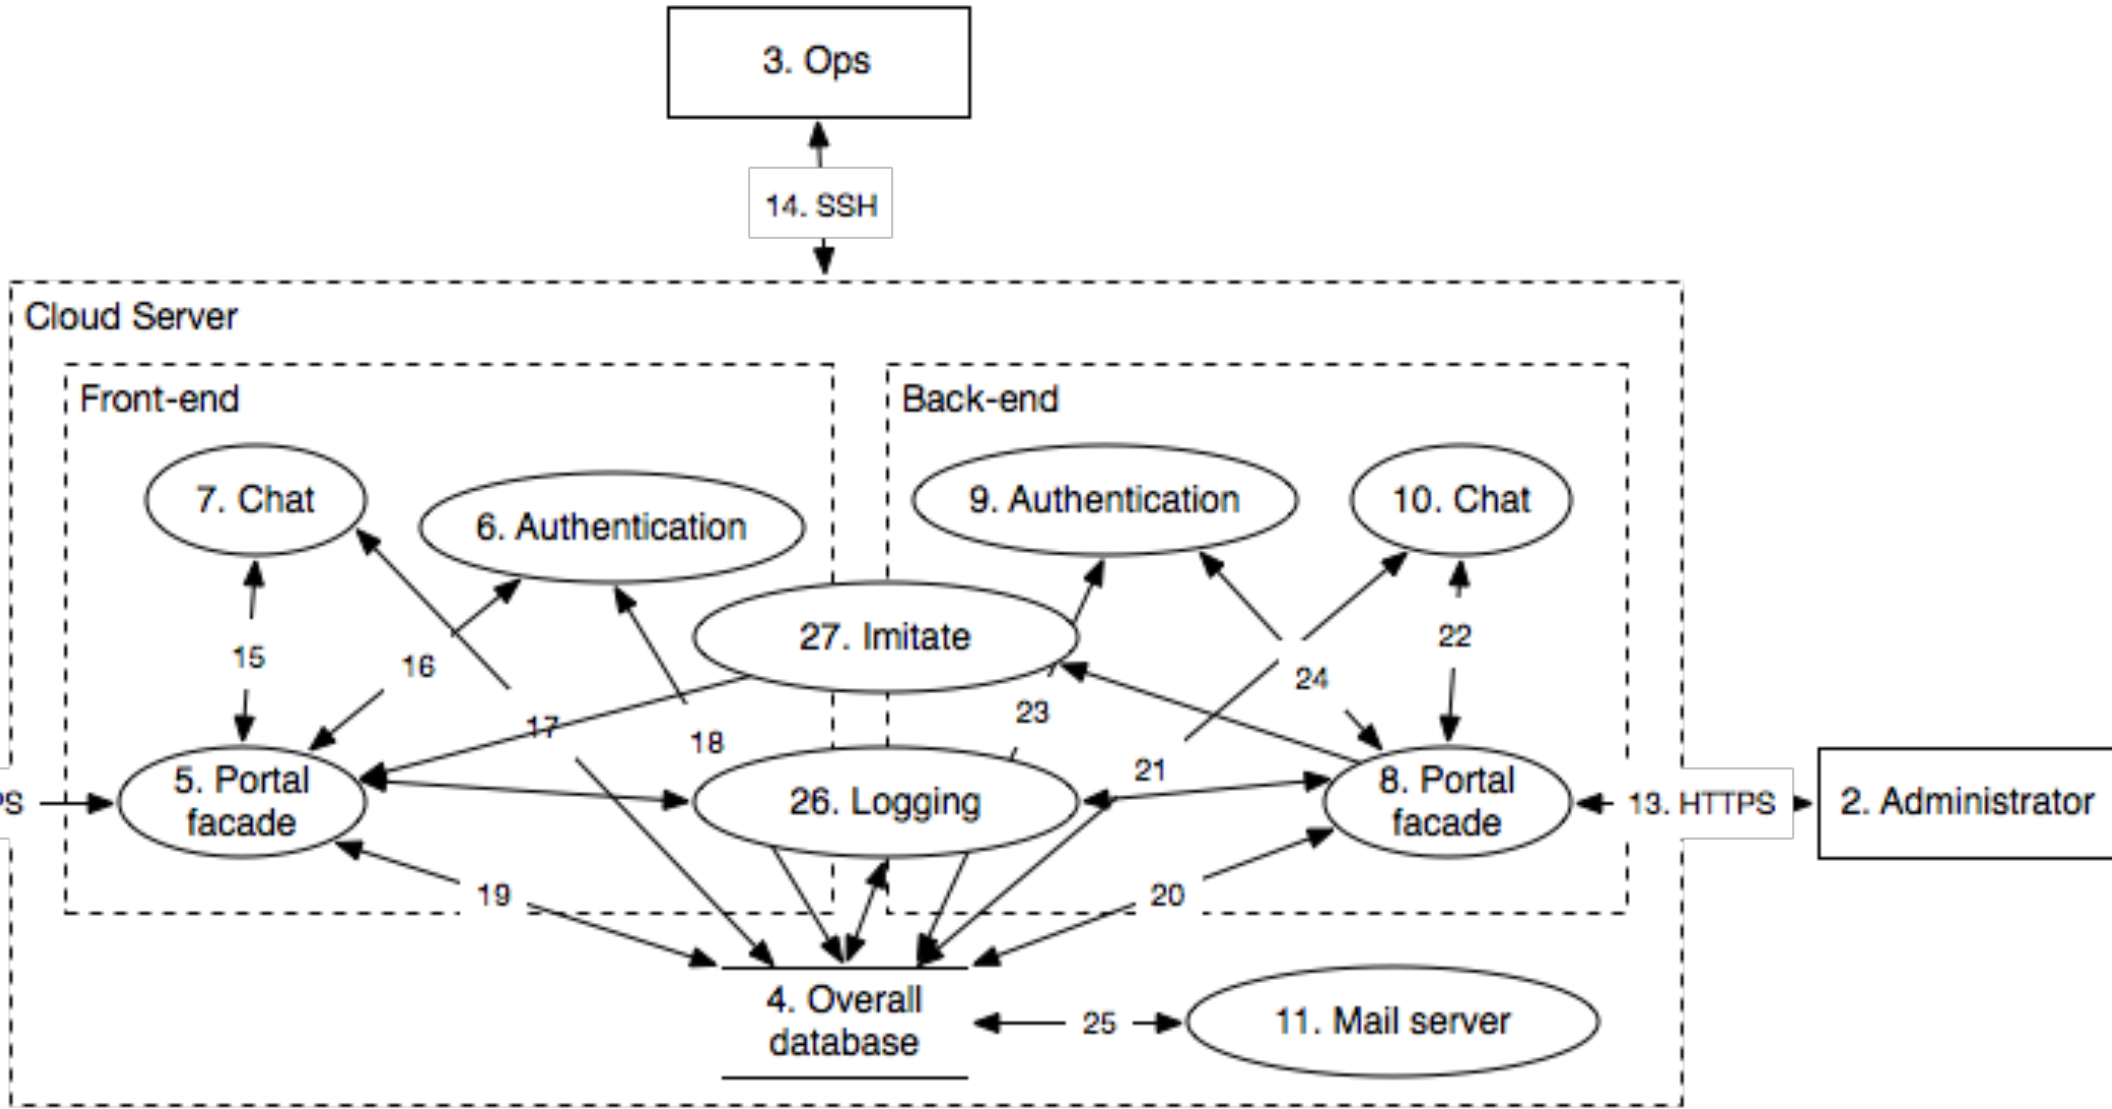 3. Ops
14. SSH
Cloud Server
Front-end
Back-end
7. Chat
6. Authentication
9. Authentication
10. Chat
27. Imitate
15
16
22
24
17
18
23
21
5. Portal
facade
26. Logging
8. Portal
facade
PS
13. HTTPS
2. Administrator
19
20
4. Overall
database
25
11. Mail server